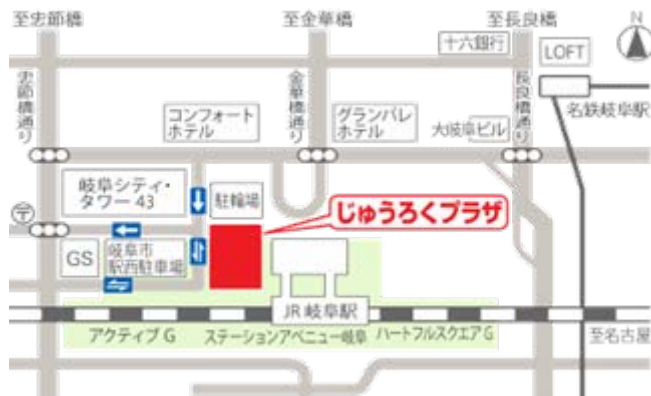 至忠節橋
至金華橋
至長良橋
N
十六銀行
LOFT
忠節橋通り
金華橋通り
長良橋通り
名鉄岐阜駅
コンフォート
ホテル
グランパレ
ホテル
大岐阜ビル
岐阜シティ・
タワー 43
駐輪場
じゅうろくプラザ
〒
GS
岐阜市
駅西駐車場
JR 岐阜駅
アクティブ G
ステーションアベニュー岐阜
ハートフルスクエア G
至名古屋